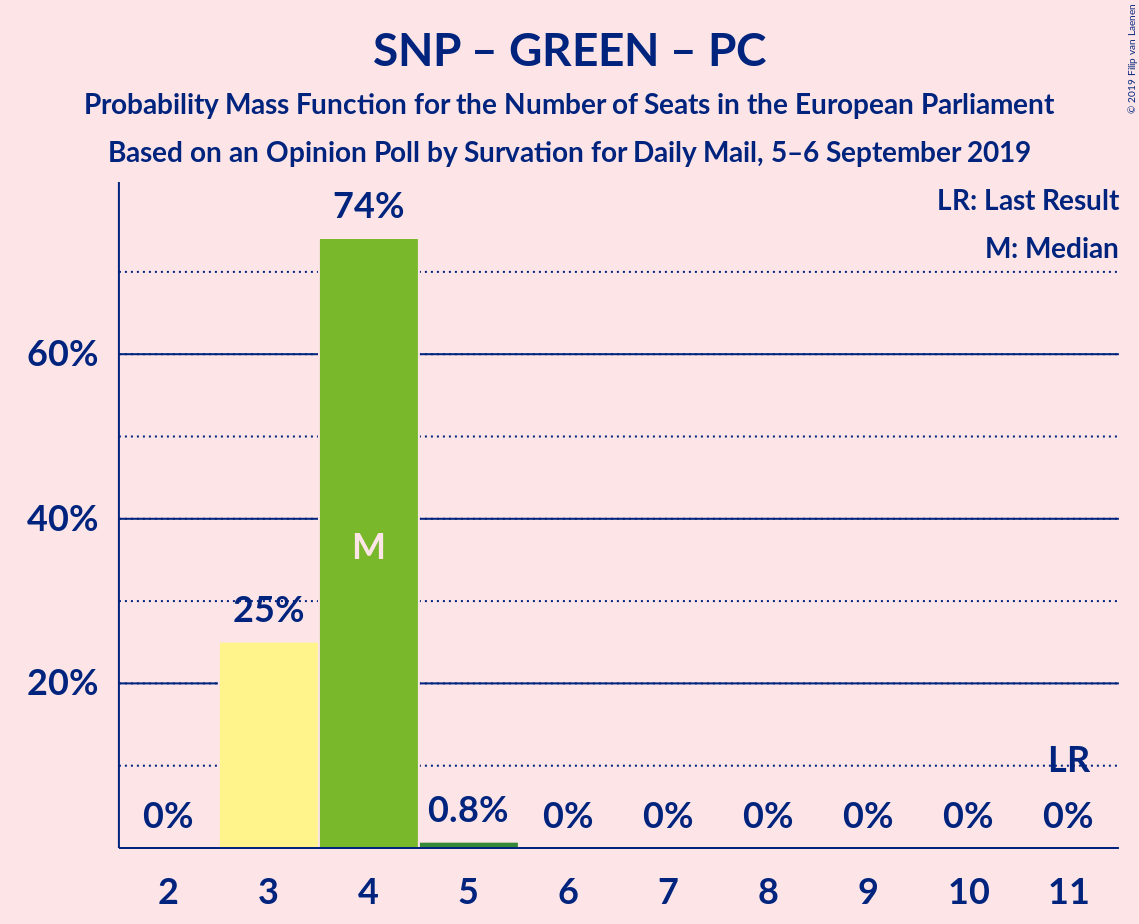 SNP – GREEN – PC
Probability Mass Function for the Number of Seats in the European Parliament
Based on an Opinion Poll by Survation for Daily Mail, 5–6 September 2019
© 2019 Filip van Laenen
LR: Last Result
M: Median
74%
60%
40%
20%
M
25%
LR
0%
0.8%
0%
0%
0%
0%
0%
0%
2
3
4
5
6
7
8
9
10
11